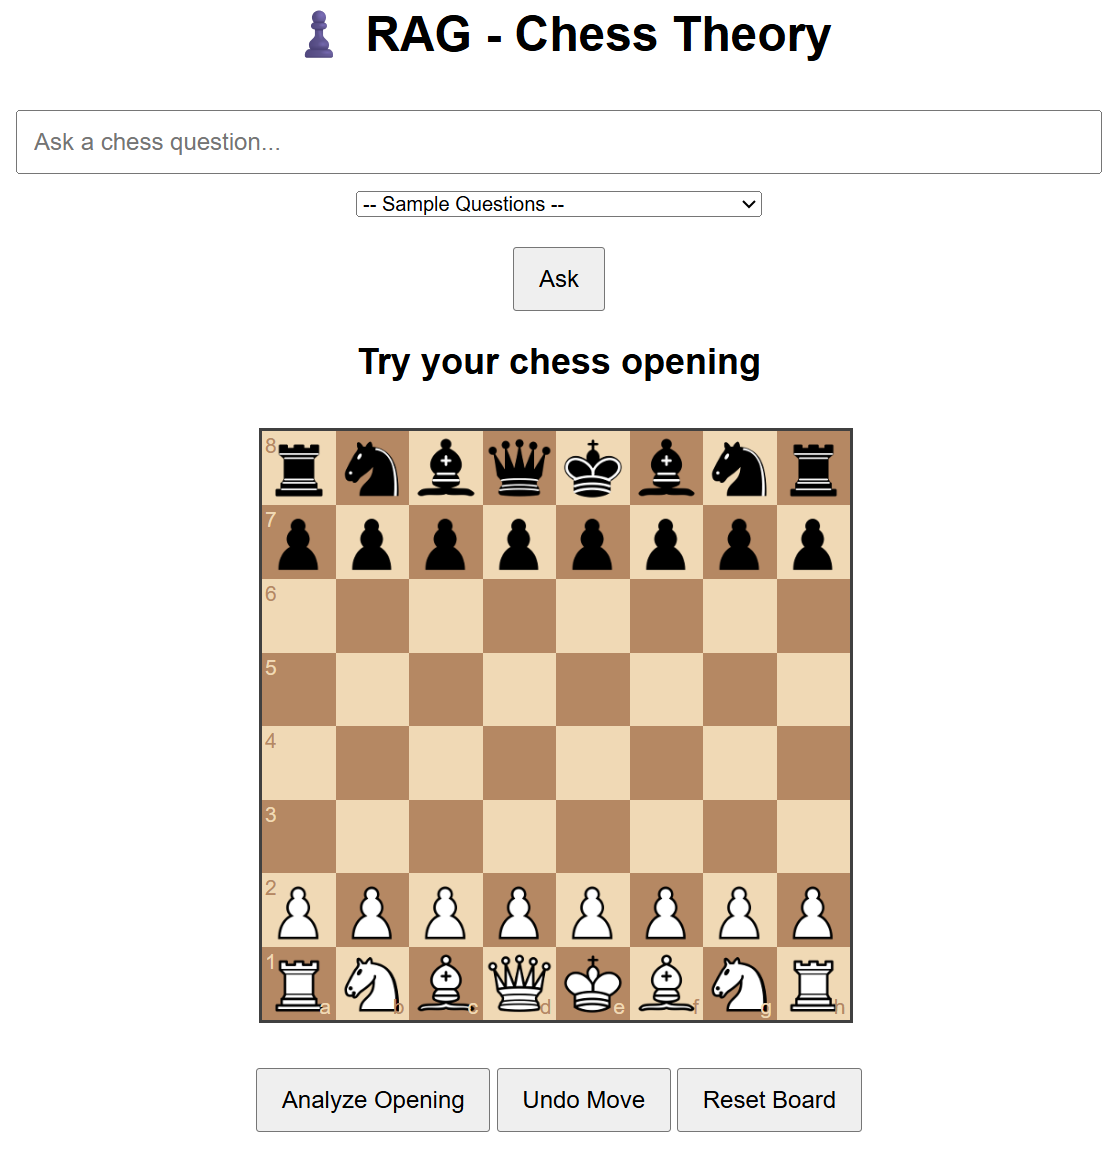 RAG - Chess Theory
Ask a chess question...
-- Sample Questions --
Ask
Try your chess opening
8
7
6
5
4
3
2
1
a b c d e f g h
Analyze Opening Undo Move Reset Board